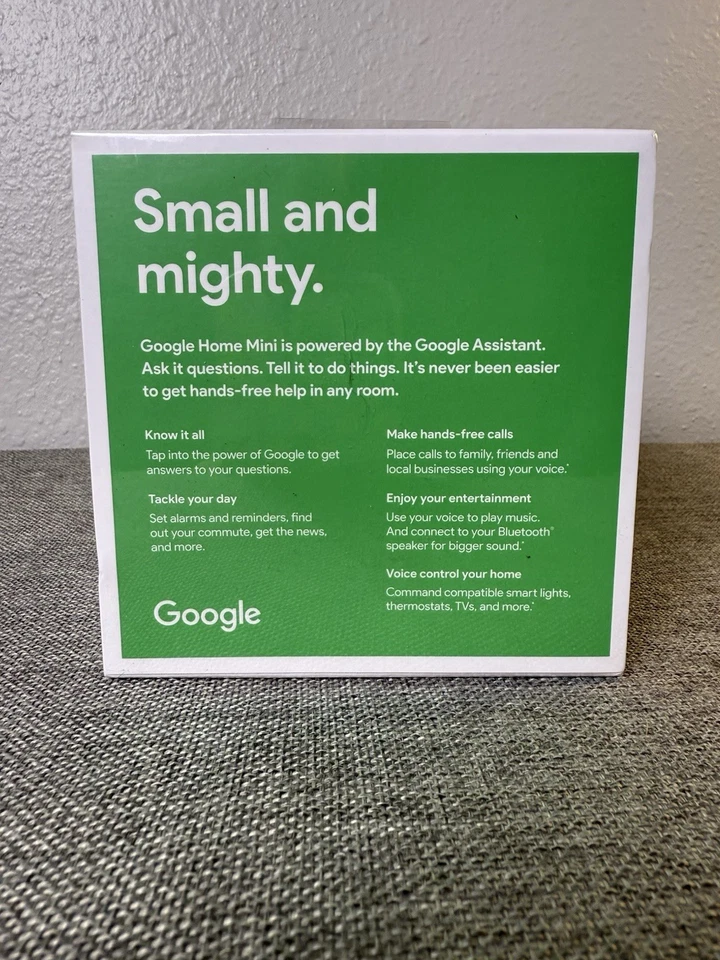 Small and
mighty.
Google Home Mini is powered by the Google Assistant.
Ask it questions. Tell it to do things. It's never been easier
to get hands-free help in any room.
Know it all
Tap into the power of Google to get
answers to your questions.
Tackle your day
Set alarms and reminders, find
out your commute, get the news,
and more.
Make hands-free calls
Place calls to family, friends and
local businesses using your voice.*
Enjoy your entertainment
Use your voice to play music.
And connect to your Bluetooth®
speaker for bigger sound.*
Voice control your home
Command compatible smart lights,
thermostats, TVs, and more.*
Google